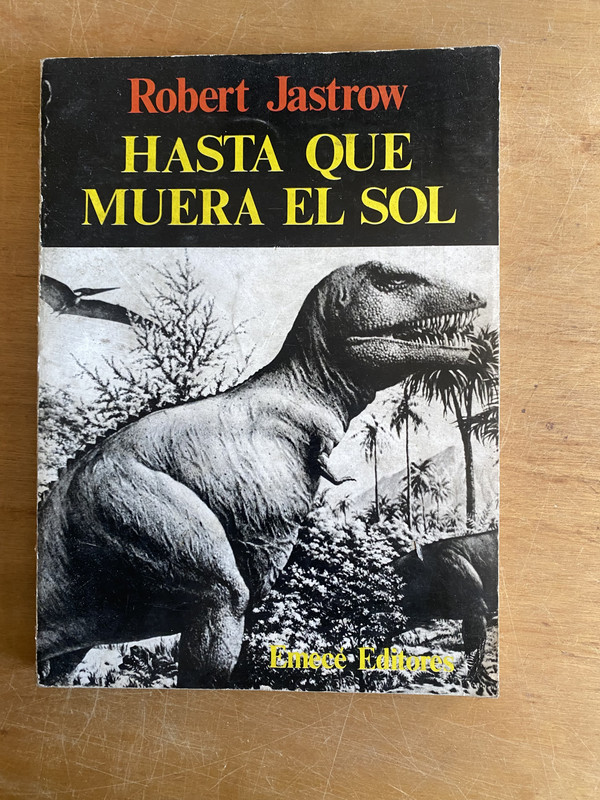 Robert Jastrow
HASTA QUE
MUERA EL SOL
Emecé Editores